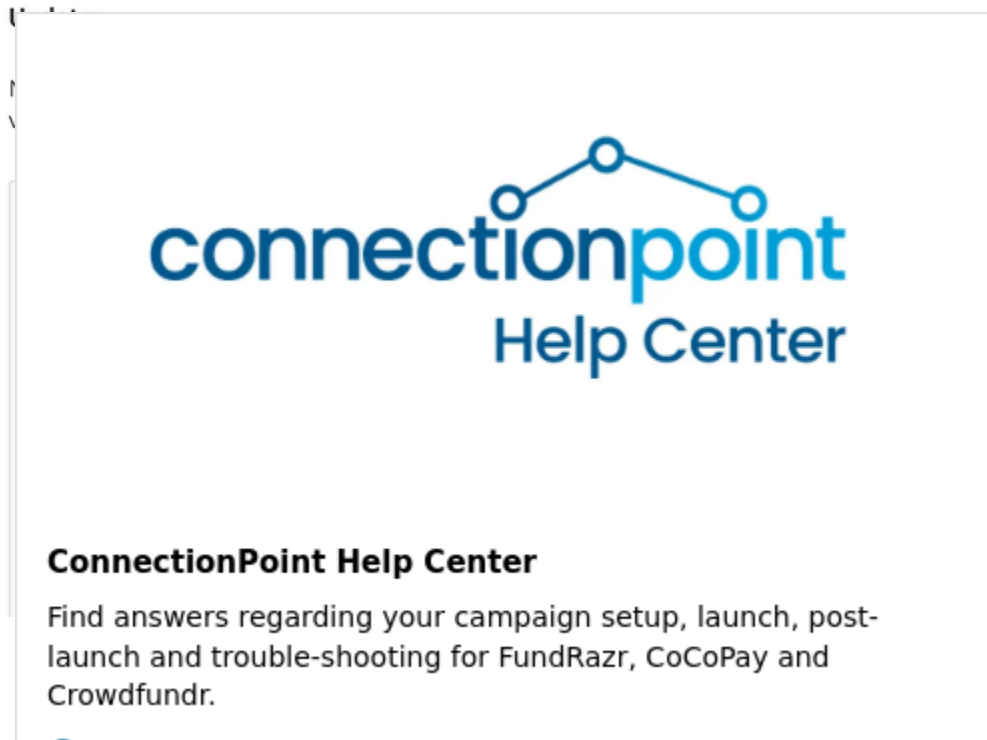 connectionpoint
Help Center
ConnectionPoint Help Center
Find answers regarding your campaign setup, launch, post-
launch and trouble-shooting for FundRazr, CoCoPay and
Crowdfundr.